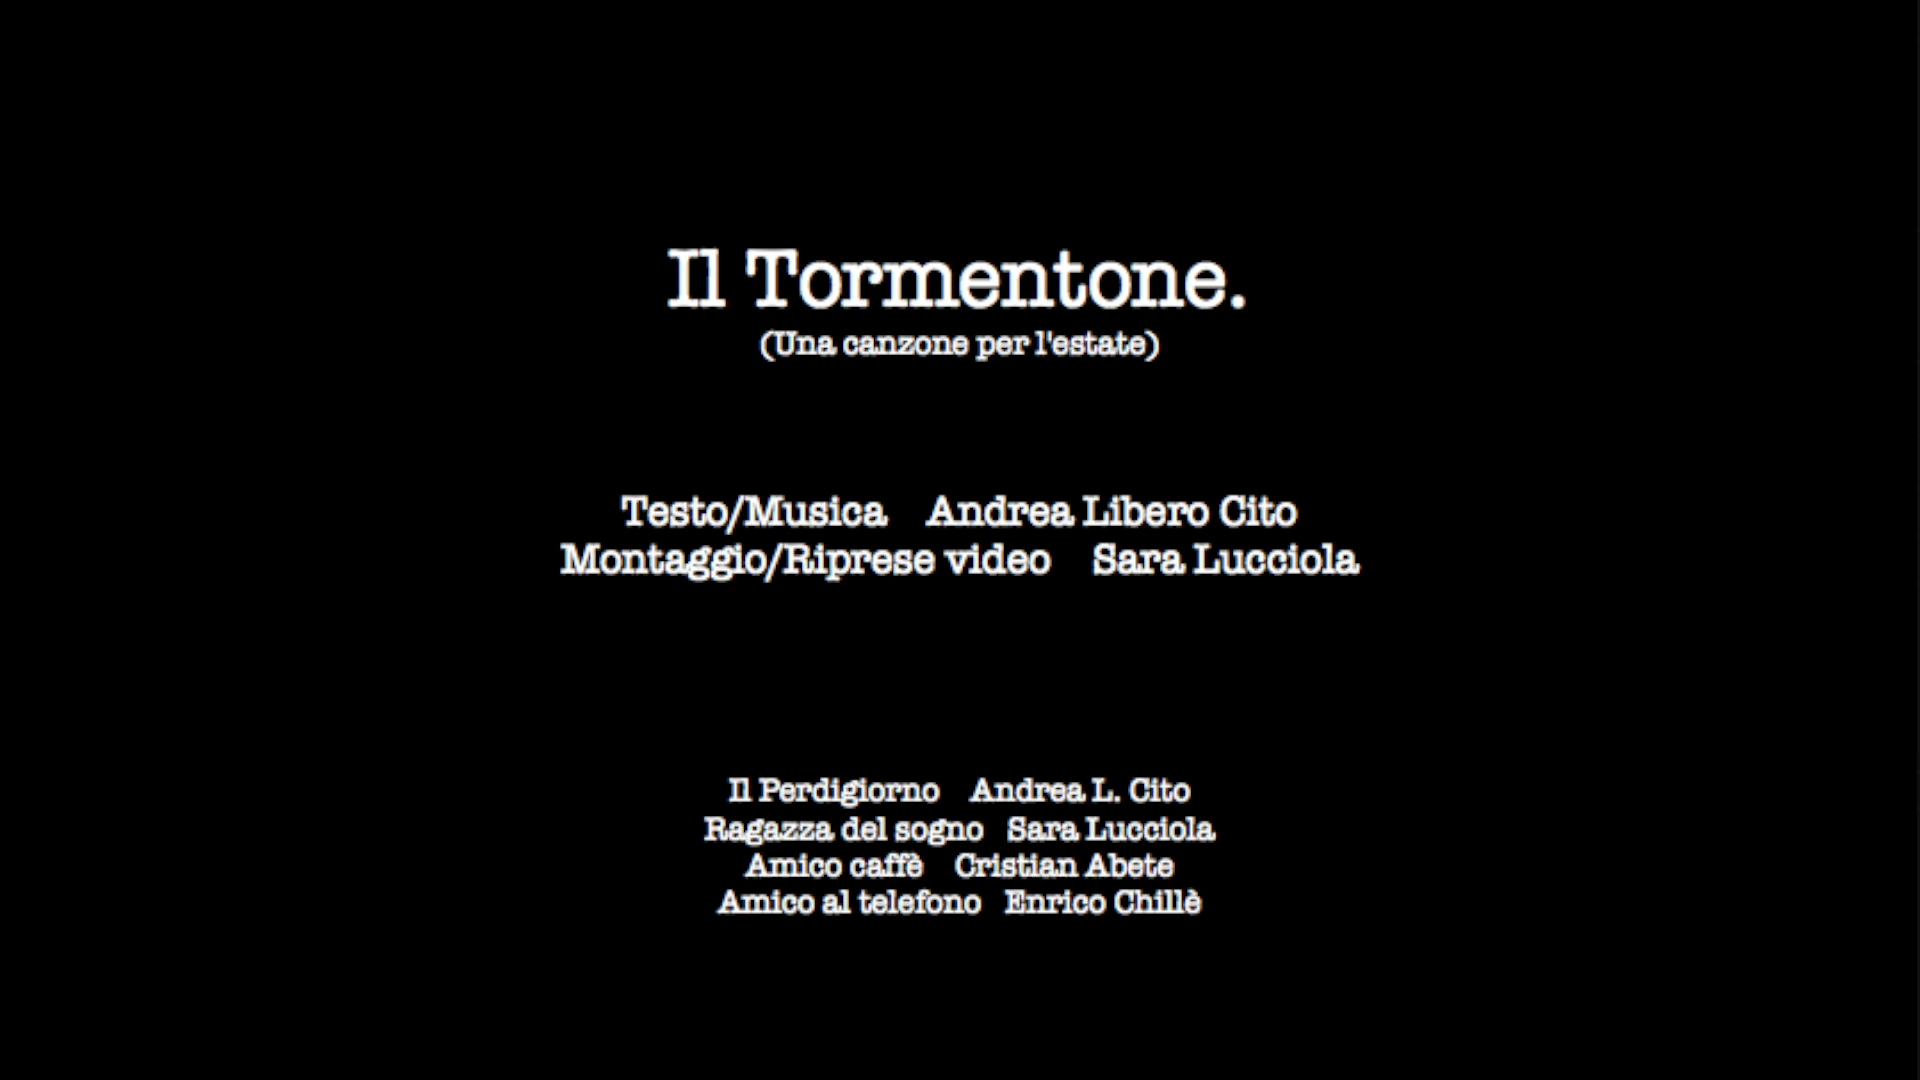 Il Tormentone.
(Una canzone per l'estate)
Testo/Musica Andrea Libero Cito
Montaggio/Riprese video Sara Lucciola
Il Perdigiorno Andrea L. Cito
Ragazza del sogno Sara Lucciola
Amico caffè Cristian Abete
Amico al telefono Enrico Chillè